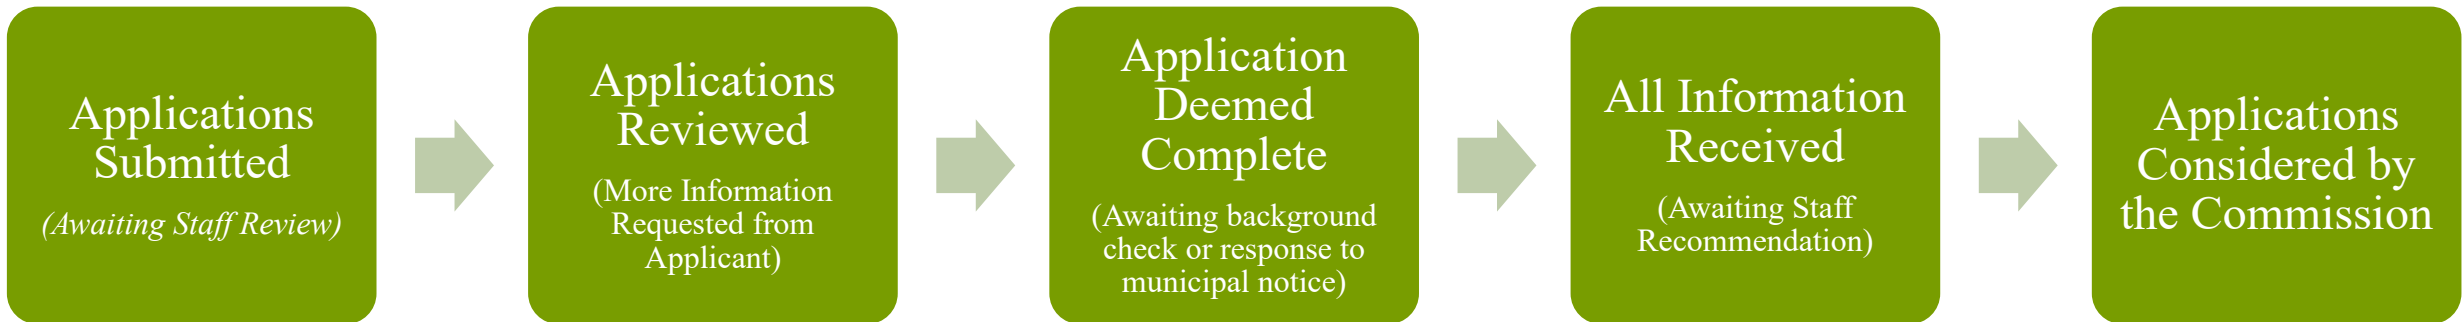 Applications
Submitted
(Awaiting Staff Review)
Applications
Reviewed
(More Information
Requested from
Applicant)
Application
Deemed
Complete
(Awaiting background
check or response to
municipal notice)
All Information
Received
(Awaiting Staff
Recommendation)
Applications
Considered by
the Commission